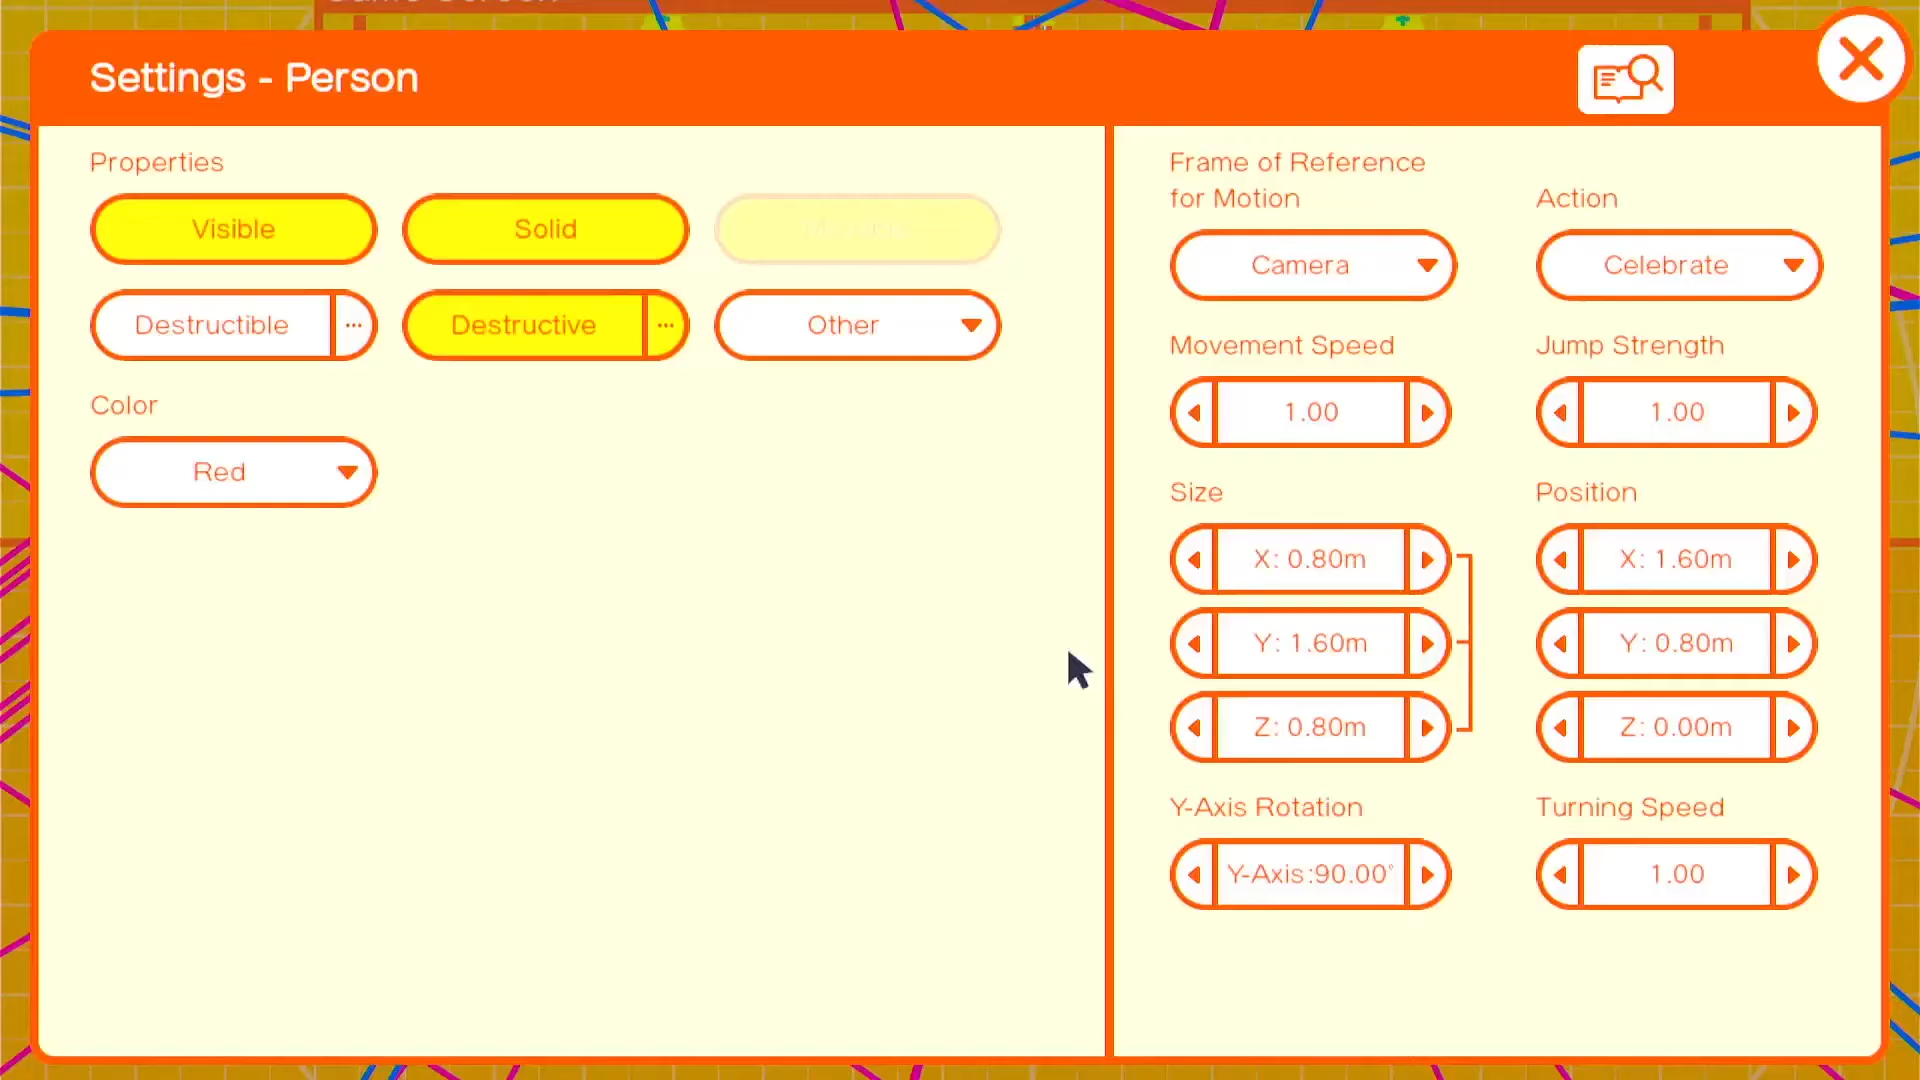 Settings - Person
Properties
Visible
Solid
Destructible
...
Destructive
...
Other
Color
Red
Frame of Reference
for Motion
Action
Camera
Celebrate
Movement Speed
Jump Strength
1.00
1.00
Size
Position
X: 0.80m
X: 1.60m
Y: 1.60m
Y: 0.80m
Z: 0.80m
Z: 0.00m
Y-Axis Rotation
Turning Speed
Y-Axis:90.00°
1.00